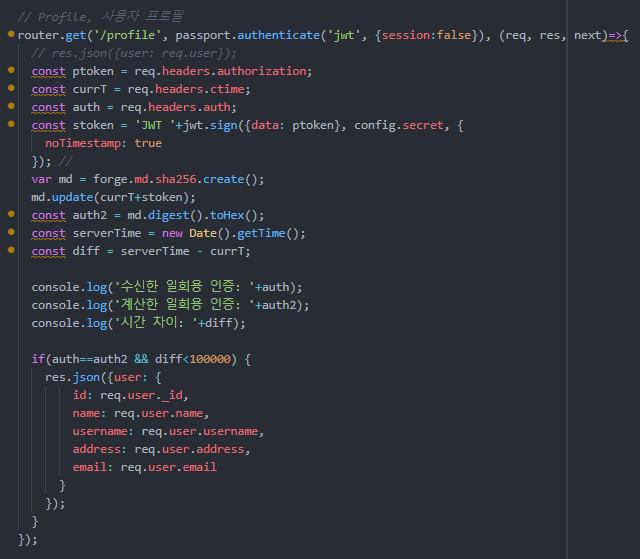 // Profile, 사용자 프로필
router.get('/profile', passport.authenticate('jwt', {session:false}), (req, res, next)=>{
// res.json({user: req.user});
const ptoken = req.headers.authorization;
const currT = req.headers.ctime;
const auth = req.headers.auth;
const stoken = 'JWT '+jwt.sign({data: ptoken}, config.secret, {
noTimestamp: true
}); //
var md = forge.md.sha256.create();
md.update(currT+stoken);
const auth2 = md.digest().toHex();
const serverTime = new Date().getTime();
const diff = serverTime - currT;
console.log('수신한 일회용 인증: '+auth);
console.log('계산한 일회용 인증: '+auth2);
console.log('시간 차이: '+diff);
if(auth==auth2 && diff<100000) {
res.json({user: {
id: req.user._id,
name: req.user.name,
username: req.user.username,
address: req.user.address,
email: req.user.email
}
});
}
});